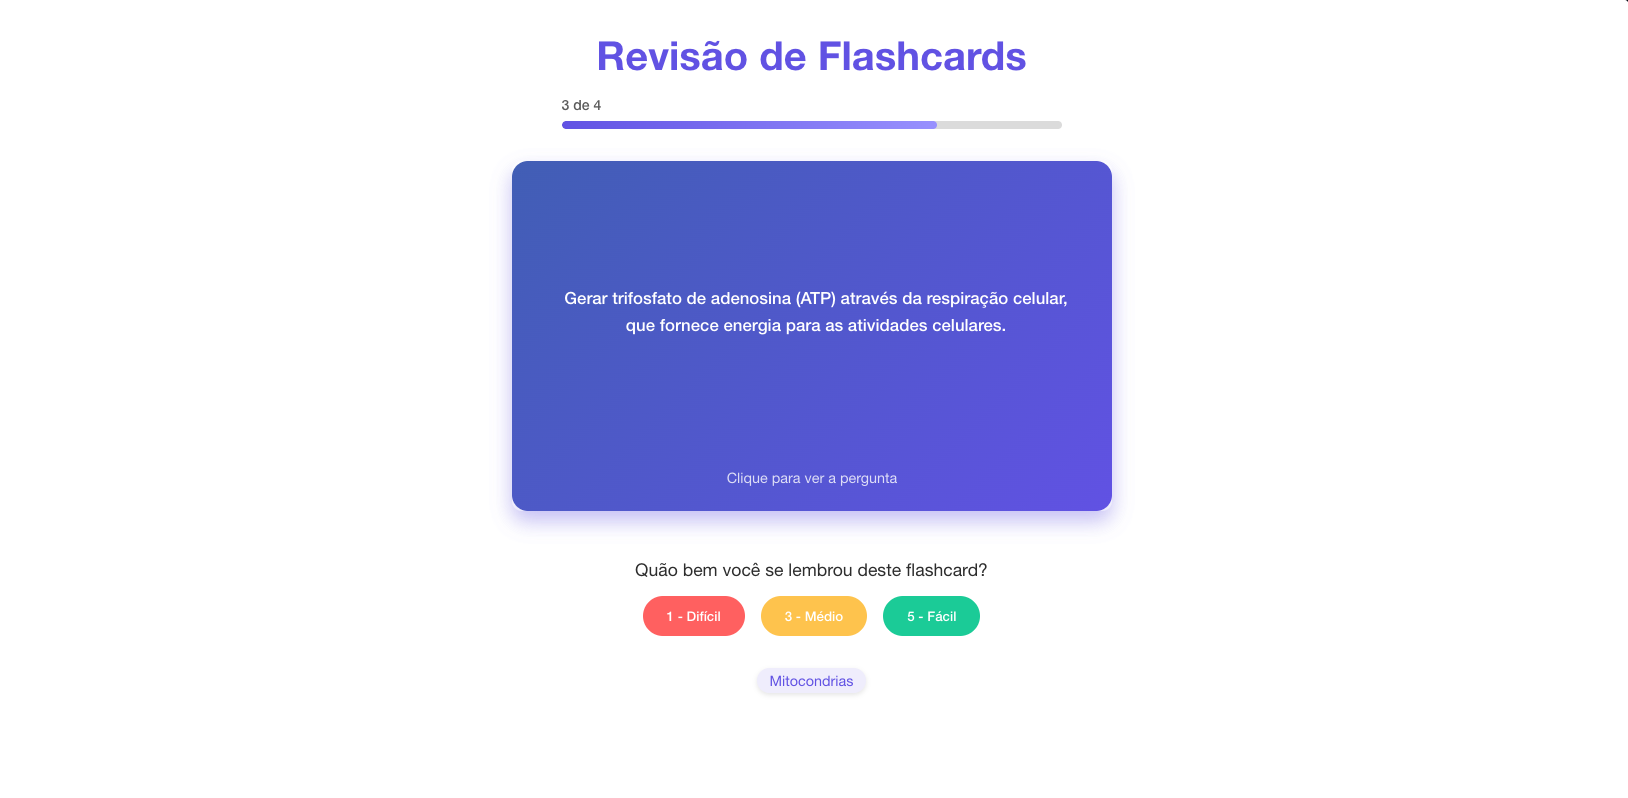 Revisão de Flashcards
3 de 4
Gerar trifosfato de adenosina (ATP) através da respiração celular,
que fornece energia para as atividades celulares.
Clique para ver a pergunta
Quão bem você se lembrou deste flashcard?
1 - Difícil
3 - Médio
5 - Fácil
Mitocondrias